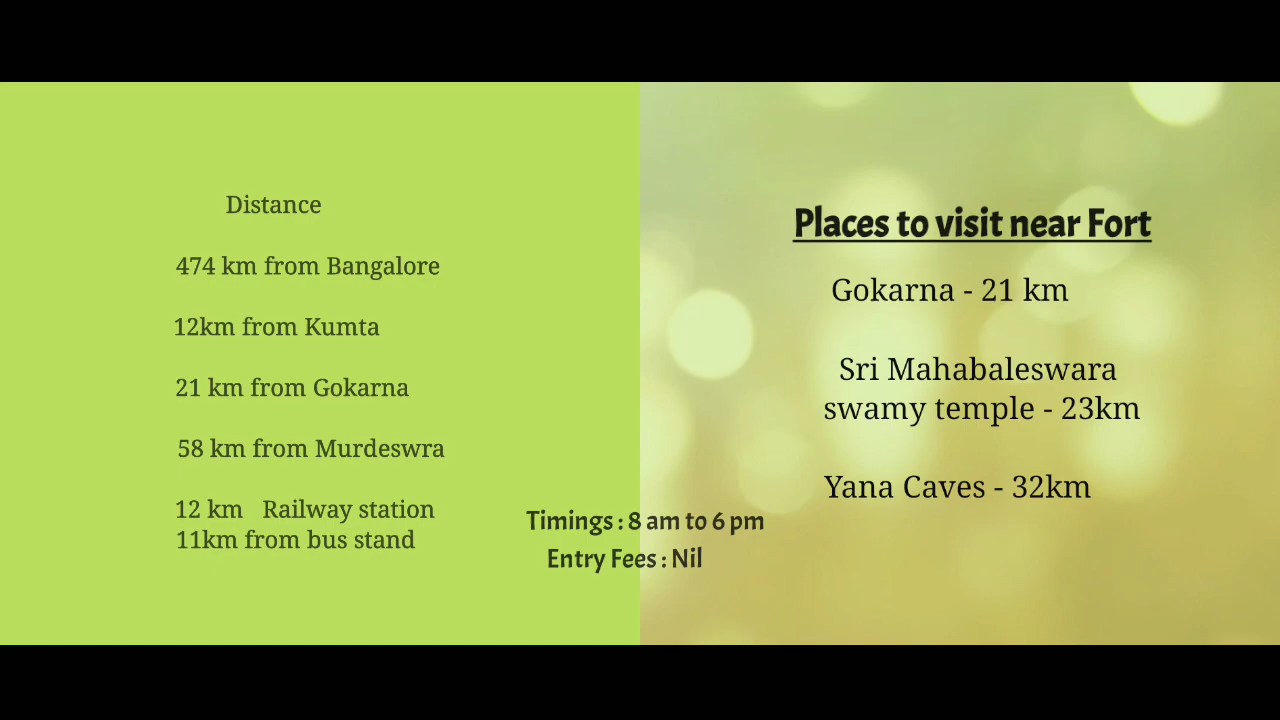 Distance
474 km from Bangalore
12km from Kumta
21 km from Gokarna
58 km from Murdeswra
12 km Railway station
11km from bus stand
Timings : 8 am to 6 pm
Entry Fees : Nil
Places to visit near Fort
Gokarna - 21 km
Sri Mahabaleswara
swamy temple - 23km
Yana Caves - 32km